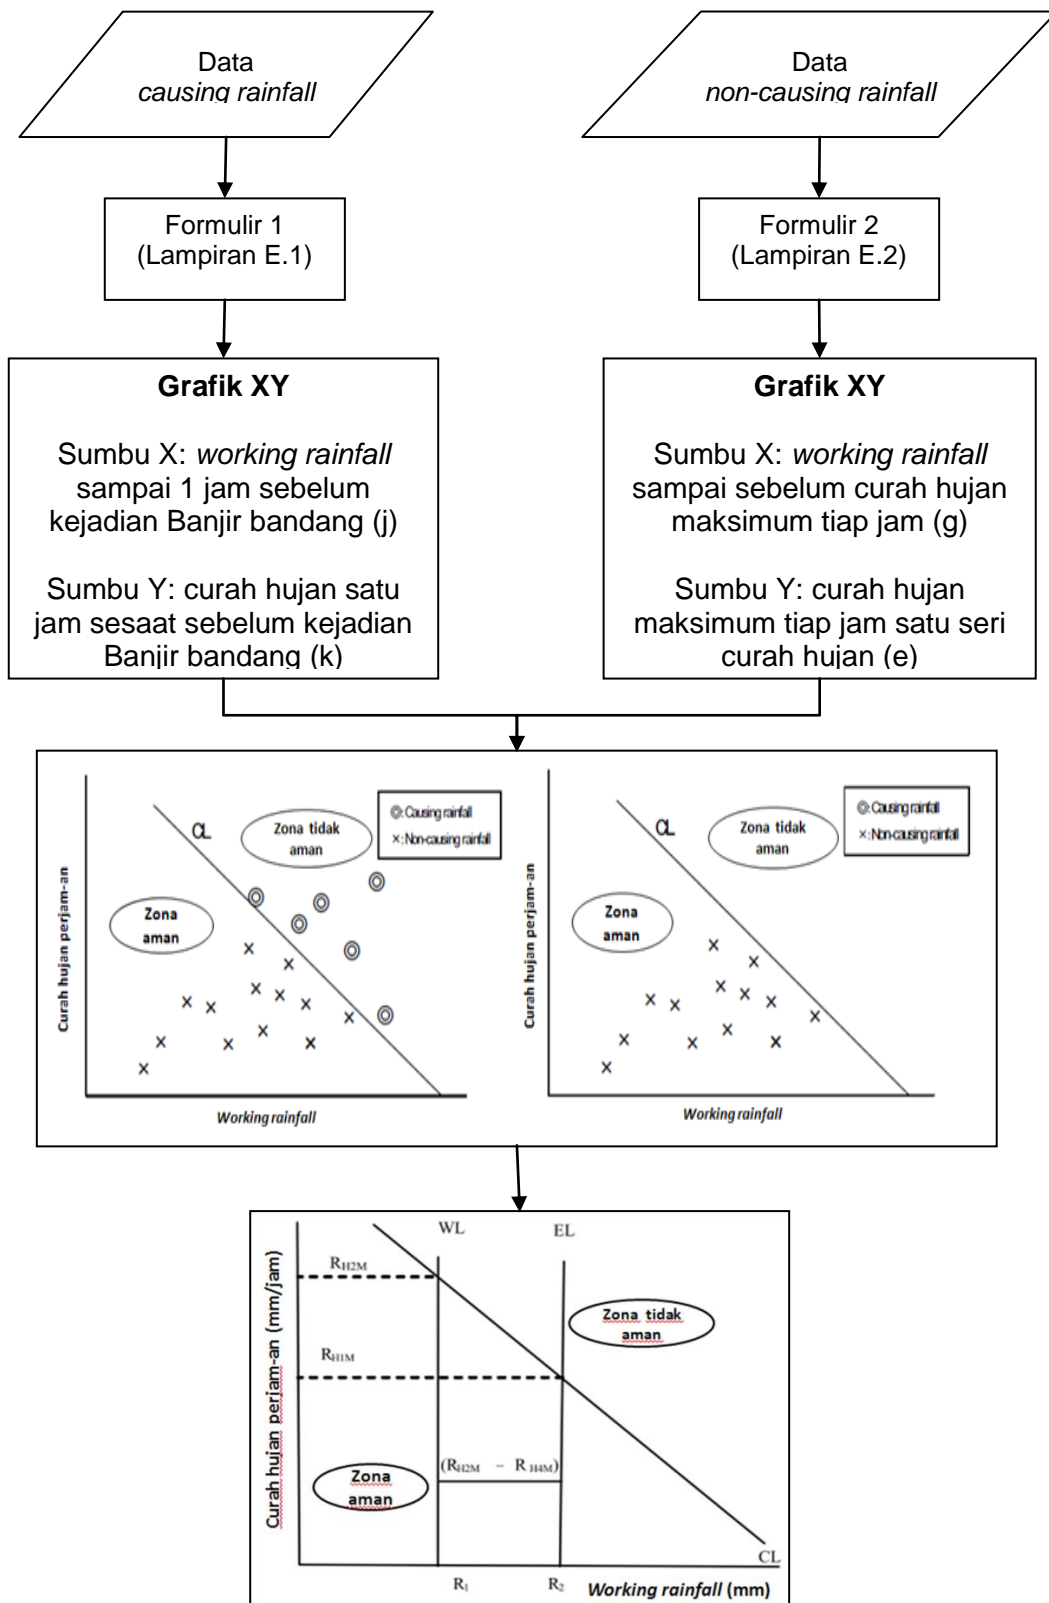 Data
causing rainfall
Data
non-causing rainfall
Formulir 1
(Lampiran E.1)
Formulir 2
(Lampiran E.2)
Grafik XY
Sumbu X: working rainfall
sampai 1 jam sebelum
kejadian Banjir bandang (j)
Sumbu Y: curah hujan satu
jam sesaat sebelum kejadian
Banjir bandang (k)
Grafik XY
Sumbu X: working rainfall
sampai sebelum curah hujan
maksimum tiap jam (g)
Sumbu Y: curah hujan
maksimum tiap jam satu seri
curah hujan (e)
Curah hujan perjam-an
CL
Zona tidak
aman
◎: Causing rainfall
×: Non-causing rainfall
Zona
aman
Working rainfall
Curah hujan perjam-an
CL
Zona tidak
aman
◎: Causing rainfall
×: Non-causing rainfall
Zona
aman
Working rainfall
Curah hujan perjam-an (mm/jam)
WL
EL
RH2M
Zona tidak
aman
RH1M
(RH2M – RH4M)
Zona
aman
CL
R1
R2
Working rainfall (mm)